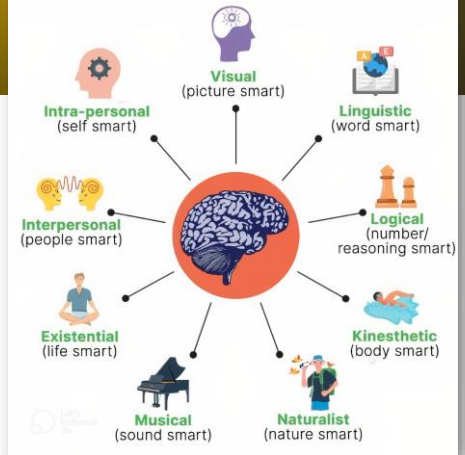 Visual
(picture smart)
Intra-personal
(self smart)
A E
Linguistic
(word smart)
Interpersonal
(people smart)
Logical
(number/
reasoning smart)
Existential
(life smart)
Kinesthetic
(body smart)
Musical
(sound smart)
Naturalist
(nature smart)